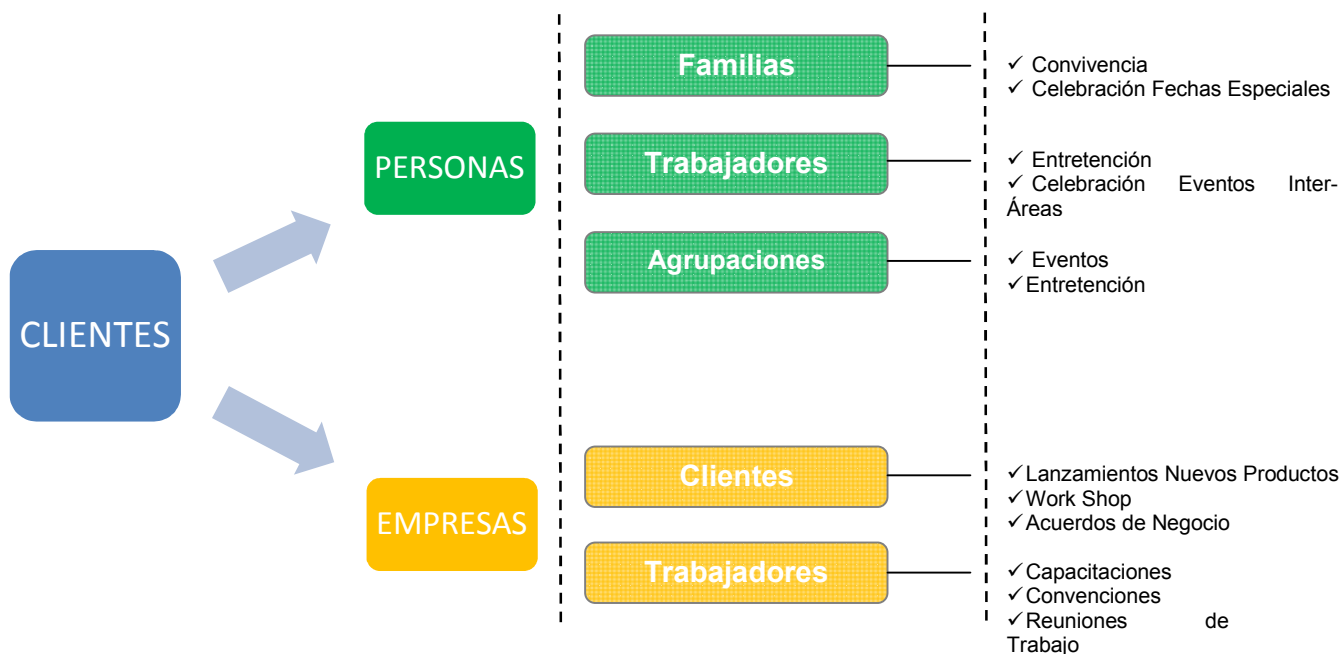 CLIENTES
PERSONAS
Familias
✓ Convivencia
✓ Celebración Fechas Especiales
Trabajadores
✓ Entretención
✓ Celebración Eventos Inter-
Áreas
Agrupaciones
✓ Eventos
✓ Entretención
EMPRESAS
Clientes
✓ Lanzamientos Nuevos Productos
✓ Work Shop
✓ Acuerdos de Negocio
Trabajadores
✓ Capacitaciones
✓ Convenciones
✓ Reuniones de
Trabajo